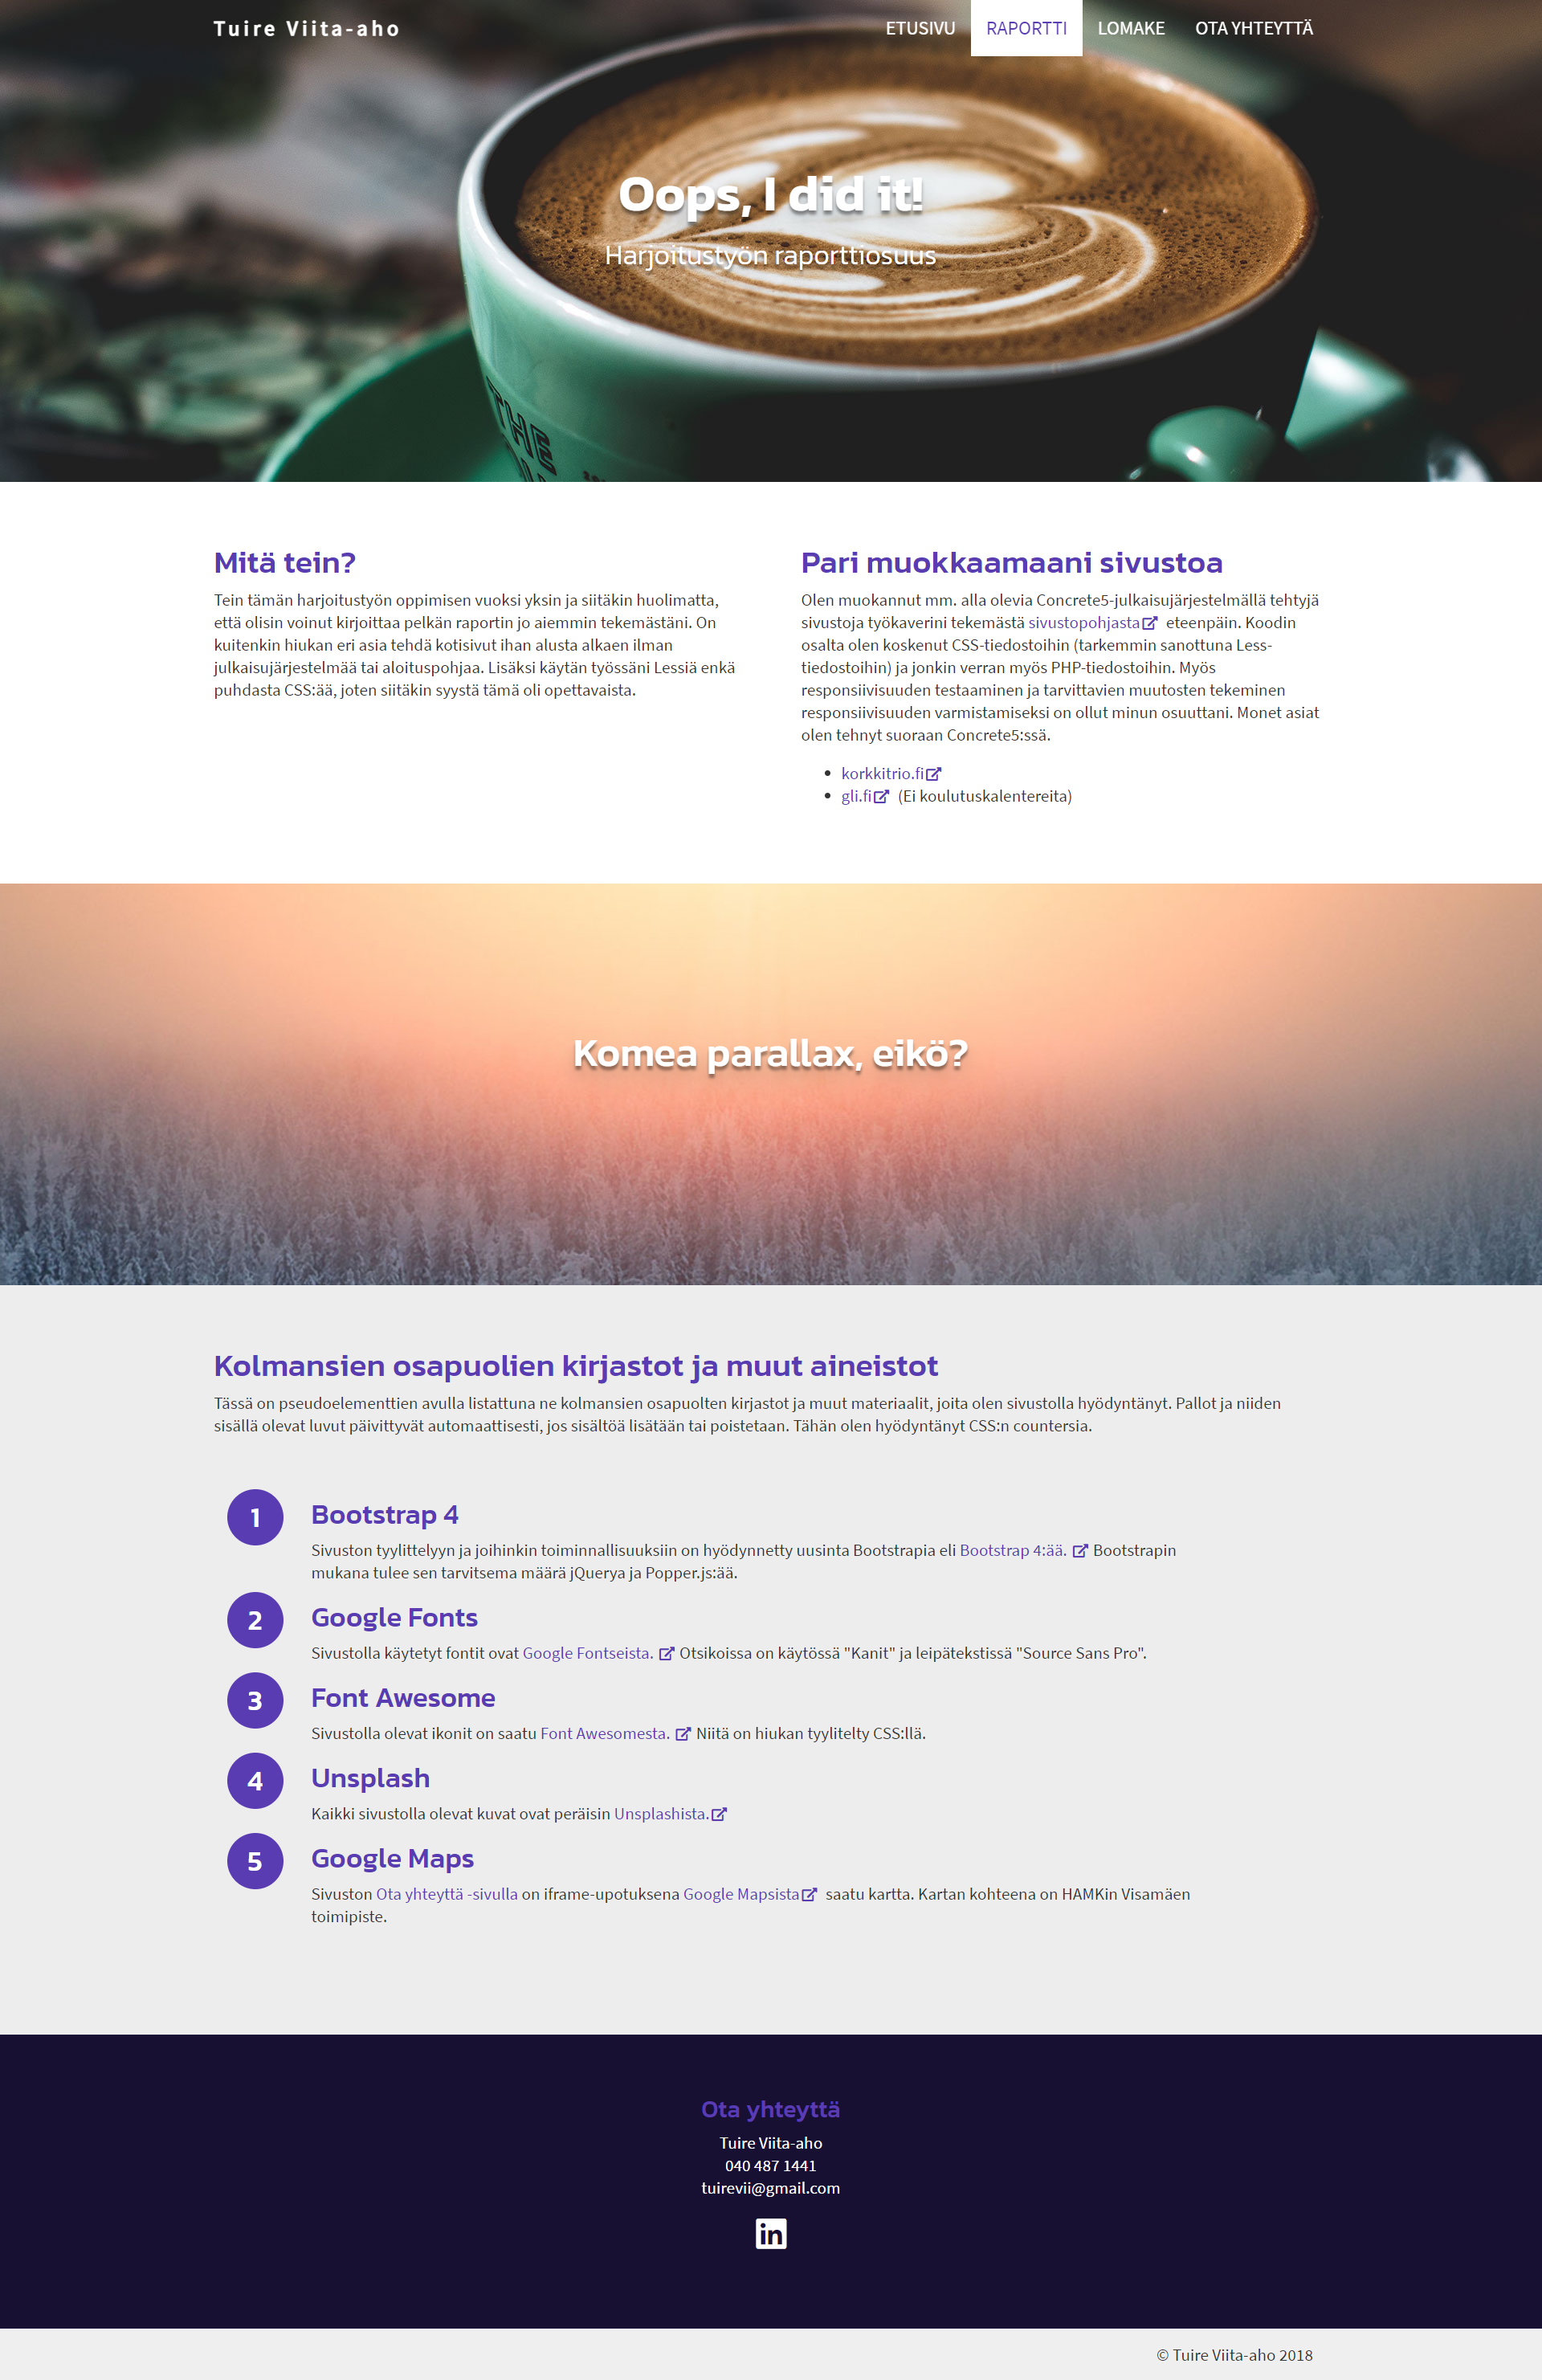 Tuire Viita-aho
ETUSIVU RAPORTTI LOMAKE OTA YHTEYTTÄ
Oops, I did it!
Harjoitustyön raporttiosuus
THE
Mitä tein?
Tein tämän harjoitustyön oppimisen vuoksi yksin ja siitäkin huolimatta,
että olisin voinut kirjoittaa pelkän raportin jo aiemmin tekemästäni. On
kuitenkin hiukan eri asia tehdä kotisivut ihan alusta alkaen ilman
julkaisujärjestelmää tai aloituspohjaa. Lisäksi käytän työssäni Lessiä enkä
puhdasta CSS:ää, joten siitäkin syystä tämä oli opettavaista.
Pari muokkaamaani sivustoa
Olen muokannut mm. alla olevia Concrete5-julkaisujärjestelmällä tehtyjä
sivustoja työkaverini tekemästä sivustopohjasta eteenpäin. Koodin
osalta olen koskenut CSS-tiedostoihin (tarkemmin sanottuna Less-
tiedostoihin) ja jonkin verran myös PHP-tiedostoihin. Myös
responsiivisuuden testaaminen ja tarvittavien muutosten tekeminen
responsiivisuuden varmistamiseksi on ollut minun osuuttani. Monet asiat
olen tehnyt suoraan Concrete5:ssä.
korkkitrio.fi
gli.fi (Ei koulutuskalentereita)
Komea parallax, eikö?
Kolmansien osapuolien kirjastot ja muut aineistot
Tässä on pseudoelementtien avulla listattuna ne kolmansien osapuolten kirjastot ja muut materiaalit, joita olen sivustolla hyödyntänyt. Pallot ja niiden
sisällä olevat luvut päivittyvät automaattisesti, jos sisältöä lisätään tai poistetaan. Tähän olen hyödyntänyt CSS:n countersia.
1 Bootstrap 4
Sivuston tyylittelyyn ja joihinkin toiminnallisuuksiin on hyödynnetty uusinta Bootstrapia eli Bootstrap 4:ää. Bootstrapin
mukana tulee sen tarvitsema määrä jQuerya ja Popper.js:ää.
2 Google Fonts
Sivustolla käytetyt fontit ovat Google Fontseista. Otsikoissa on käytössä "Kanit" ja leipätekstissä "Source Sans Pro".
3 Font Awesome
Sivustolla olevat ikonit on saatu Font Awesomesta. Niitä on hiukan tyylitelty CSS:llä.
4 Unsplash
Kaikki sivustolla olevat kuvat ovat peräisin Unsplashista.
5 Google Maps
Sivuston Ota yhteyttä -sivulla on iframe-upotuksena Google Mapsista saatu kartta. Kartan kohteena on HAMKin Visamäen
toimipiste.
Ota yhteyttä
Tuire Viita-aho
040 487 1441
tuirevii@gmail.com
in
© Tuire Viita-aho 2018